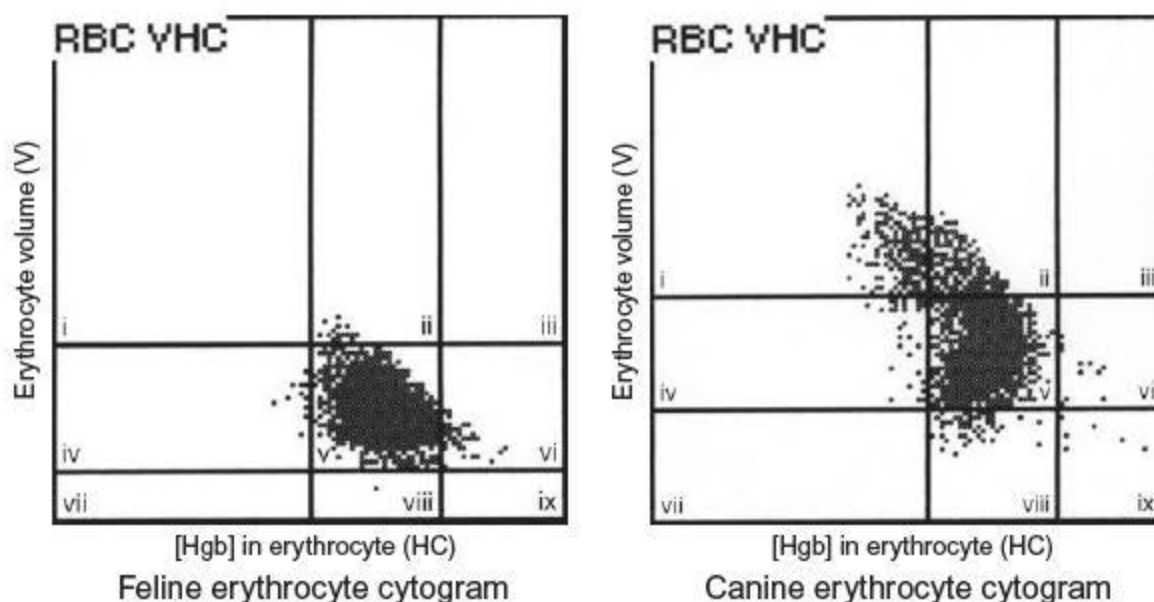 RBC VHC
Erythrocyte volume (V)
i
ii
iii
iv
v
vi
vii
viii
ix
[Hgb] in erythrocyte (HC)
Feline erythrocyte cytogram
RBC VHC
Erythrocyte volume (V)
i
ii
iii
iv
v
vi
vii
viii
ix
[Hgb] in erythrocyte (HC)
Canine erythrocyte cytogram